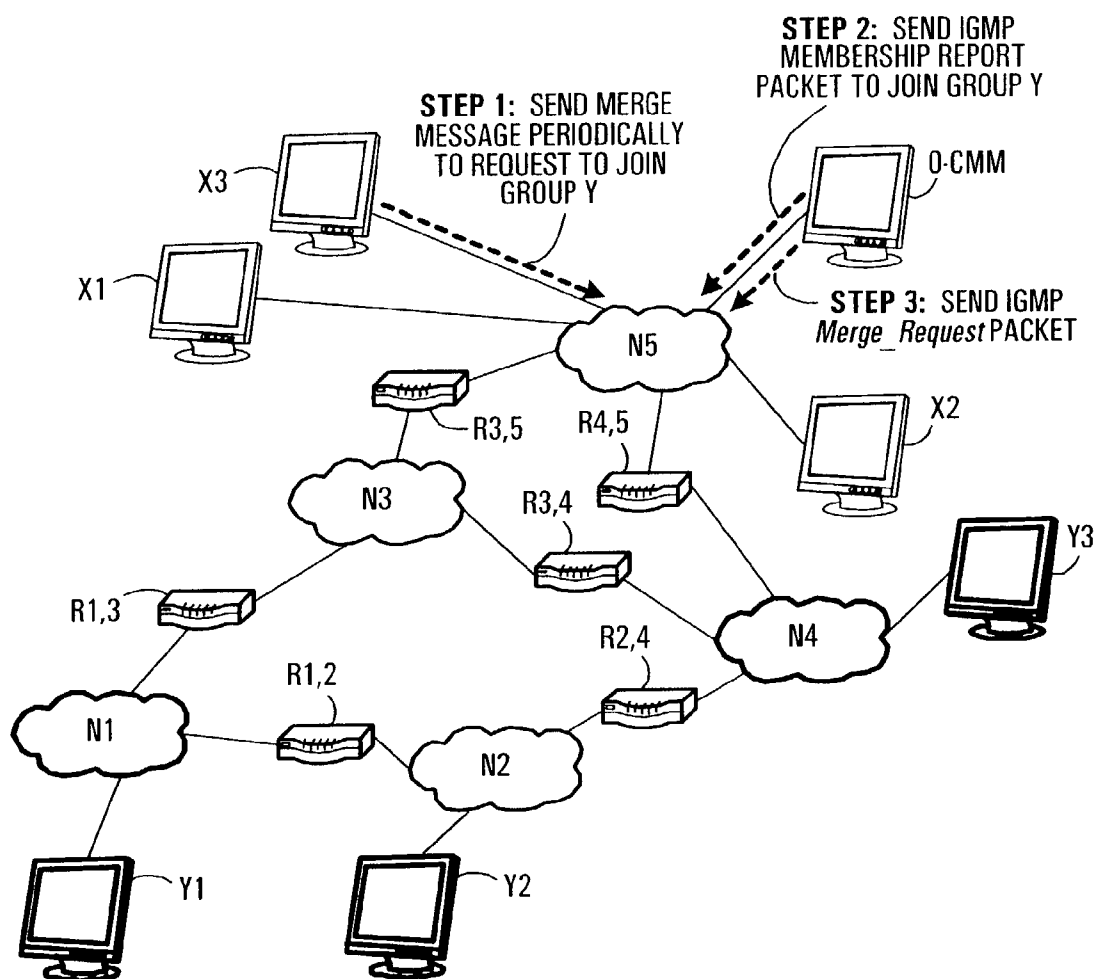 STEP 2: SEND IGMP
MEMBERSHIP REPORT
PACKET TO JOIN GROUP Y
STEP 1: SEND MERGE
MESSAGE PERIODICALLY
TO REQUEST TO JOIN
GROUP Y
X3
0-CMM
X1
STEP 3: SEND IGMP
Merge_Request PACKET
N5
R3,5
R4,5
X2
N3
R3,4
Y3
R1,3
N4
R2,4
R1,2
N1
N2
Y1
Y2